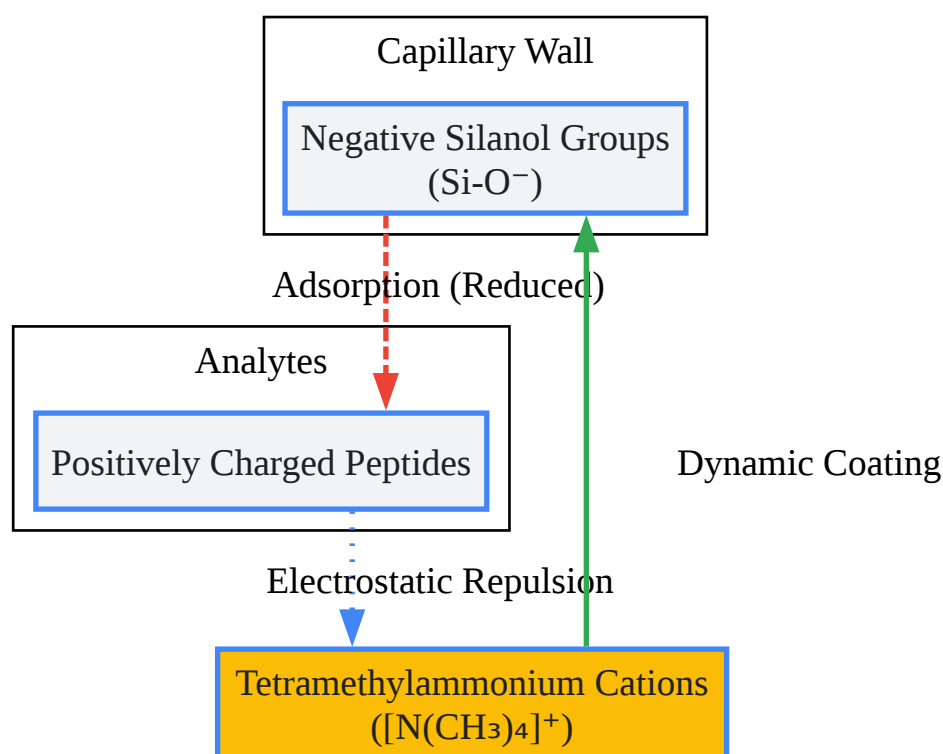 Capillary Wall
Negative Silanol Groups
(Si-O⁻)
Adsorption (Reduced)
Analytes
Positively Charged Peptides
Dynamic Coating
Electrostatic Repulsion
Tetramethylammonium Cations
([N(CH₃)₄]⁺)